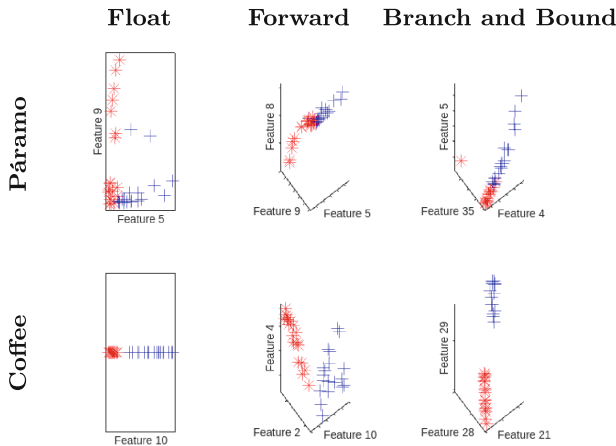 Float Forward Branch and Bound
Páramo
Feature 9
Feature 5
Feature 8
Feature 9 Feature 5
Feature 5
Feature 35 Feature 4
Coffee
Feature 10
Feature 4
Feature 2 Feature 10
Feature 29
Feature 28 Feature 21